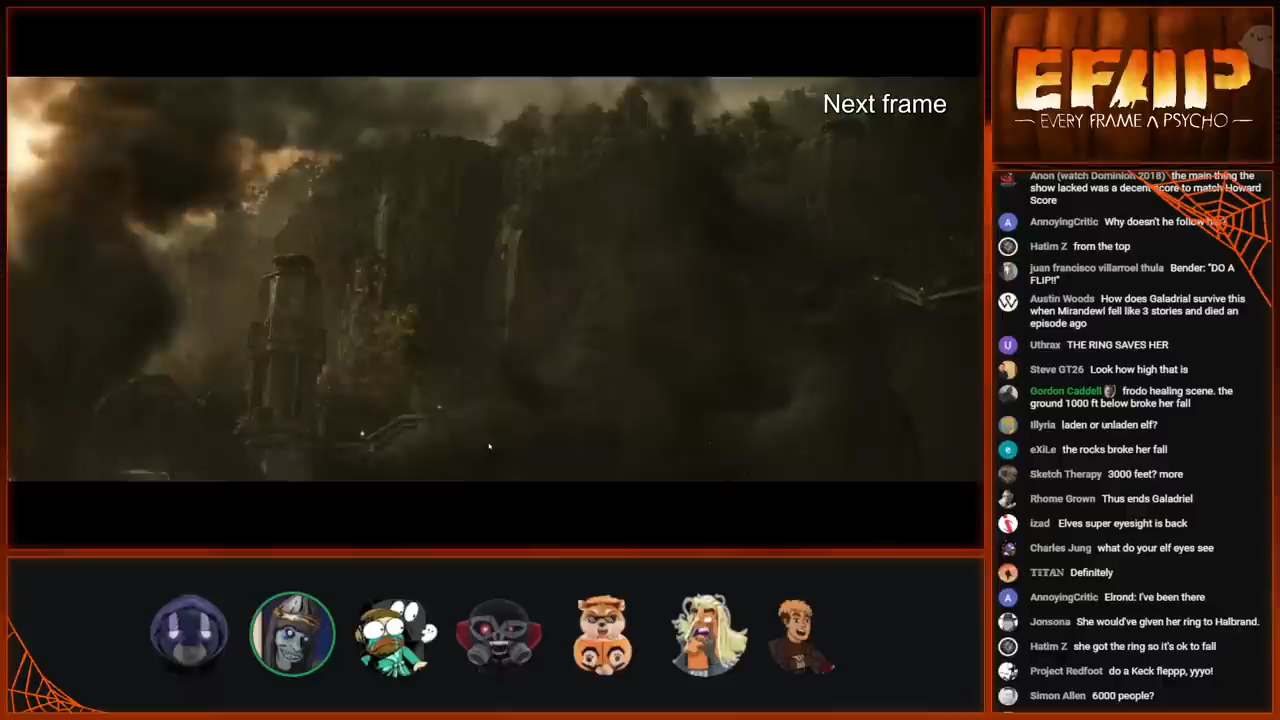 Next frame
EFAP
EVERY FRAME A PSYCHO
Anon (watch Dominion 2018) the main thing the
show lacked was a decent score to match Howard
Score
AnnoyingCritic Why doesn't he follow
Hatim Z from the top
juan francisco villarroel thula Bender: "DO A
FLIP!!"
Austin Woods How does Galadrial survive this
when Mirandewl fell like 3 stories and died an
episode ago
Uthrax THE RING SAVES HER
Steve GT26 Look how high that is
Gordon Caddell frodo healing scene. the
ground 1000 ft below broke her fall
Illyria laden or unladen elf?
eXiLe the rocks broke her fall
Sketch Therapy 3000 feet? more
Rhome Grown Thus ends Galadriel
izad Elves super eyesight is back
Charles Jung what do your elf eyes see
TITAN Definitely
AnnoyingCritic Elrond: I've been there
Jonsona She would've given her ring to Halbrand.
Hatim Z she got the ring so it's ok to fall
Project Redfoot do a Keck fleppp, yyyo!
Simon Allen 6000 people?